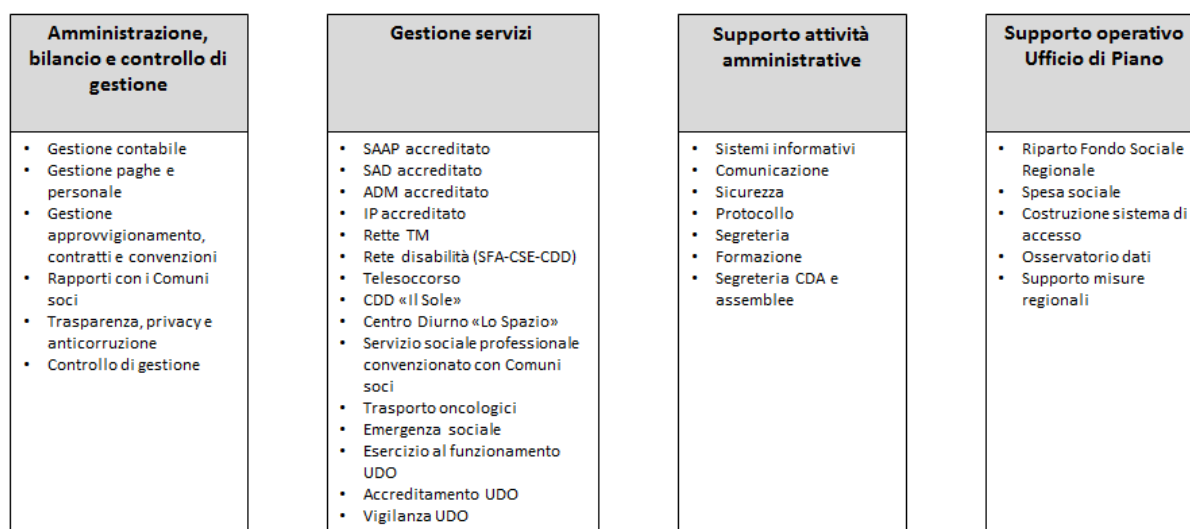 Amministrazione,
bilancio e controllo di
gestione
• Gestione contabile
• Gestione paghe e
personale
• Gestione
approvvigionamento,
contratti e convenzioni
• Rapporti con i Comuni
soci
• Trasparenza, privacy e
anticorruzione
• Controllo di gestione
Gestione servizi
• SAAP accreditato
• SAD accreditato
• ADM accreditato
• IP accreditato
• Rette TM
• Rete disabilità (SFA-CSE-CDD)
• Telesoccorso
• CDD «Il Sole»
• Centro Diurno «Lo Spazio»
• Servizio sociale professionale
convenzionato con Comuni
soci
• Trasporto oncologici
• Emergenza sociale
• Esercizio al funzionamento
UDO
• Accreditamento UDO
• Vigilanza UDO
Supporto attività
amministrative
• Sistemi informativi
• Comunicazione
• Sicurezza
• Protocollo
• Segreteria
• Formazione
• Segreteria CDA e
assemblee
Supporto operativo
Ufficio di Piano
• Riparto Fondo Sociale
Regionale
• Spesa sociale
• Costruzione sistema di
accesso
• Osservatorio dati
• Supporto misure
regionali